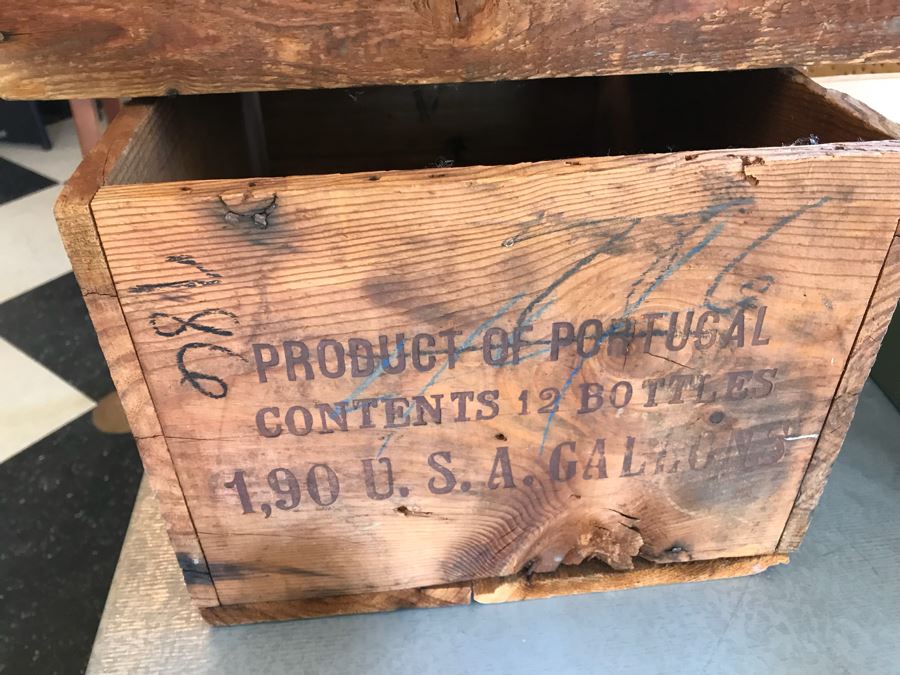 PRODUCT OF PORTUGAL
CONTENTS 12 BOTTLES
1,90 U. S. A. GALLONS